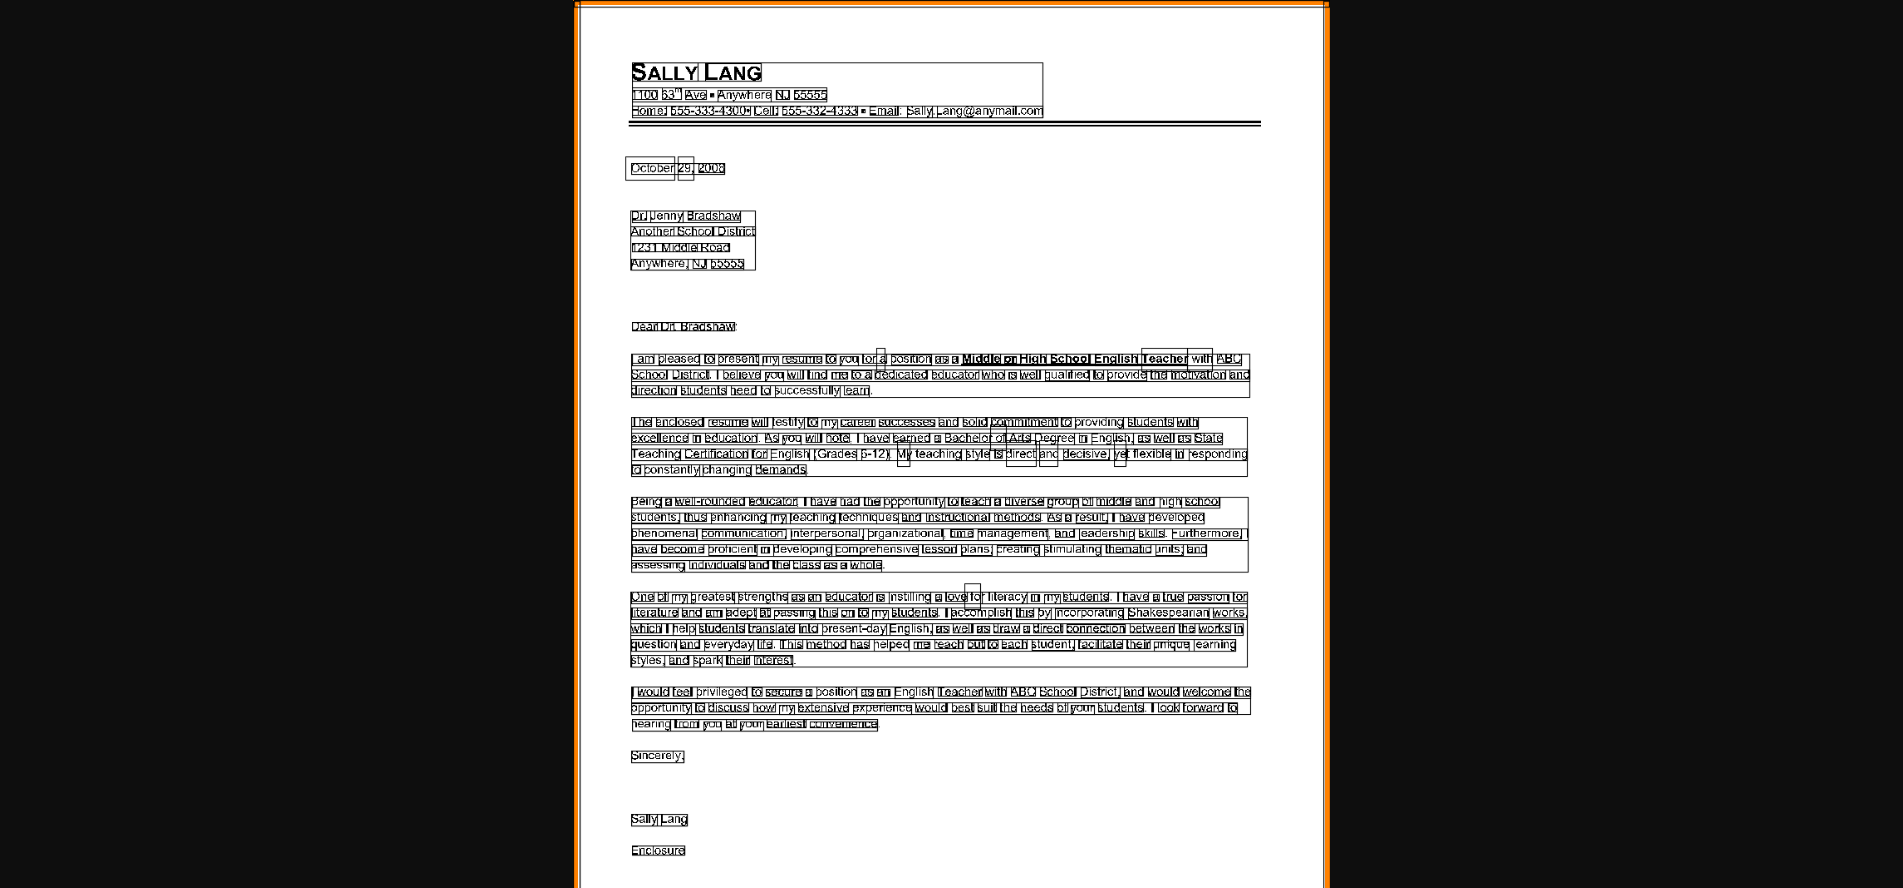 SALLY LANG
1100 63rd Ave ▪ Anywhere NJ 55555
Home: 555-333-4300▪ Cell: 555-332-4333 ▪ Email: Sally.Lang@anymail.com
October 29, 2008
Dr. Jenny Bradshaw
Another School District
1231 Middle Road
Anywhere, NJ 55555
Dear Dr. Bradshaw:
I am pleased to present my resume to you for a position as a Middle or High School English Teacher with ABC
School District. I believe you will find me to a dedicated educator who is well qualified to provide the motivation and
direction students need to successfully learn.
The enclosed resume will testify to my career successes and solid commitment to providing students with
excellence in education. As you will note, I have earned a Bachelor of Arts Degree in English, as well as State
Teaching Certification for English (Grades 6-12). My teaching style is direct and decisive, yet flexible in responding
to constantly changing demands.
Being a well-rounded educator, I have had the opportunity to teach a diverse group of middle and high school
students, thus enhancing my teaching techniques and instructional methods. As a result, I have developed
phenomenal communication, interpersonal, organizational, time management, and leadership skills. Furthermore, I
have become proficient in developing comprehensive lesson plans, creating stimulating thematic units, and
assessing individuals and the class as a whole.
One of my greatest strengths as an educator is instilling a love for literacy in my students. I have a true passion for
literature and am adept at passing this on to my students. I accomplish this by incorporating Shakespearian works,
which I help students translate into present-day English, as well as draw a direct connection between the works in
question and everyday life. This method has helped me reach out to each student, facilitate their unique learning
styles, and spark their interest.
I would feel privileged to secure a position as an English Teacher with ABC School District, and would welcome the
opportunity to discuss how my extensive experience would best suit the needs of your students. I look forward to
hearing from you at your earliest convenience.
Sincerely,
Sally Lang
Enclosure